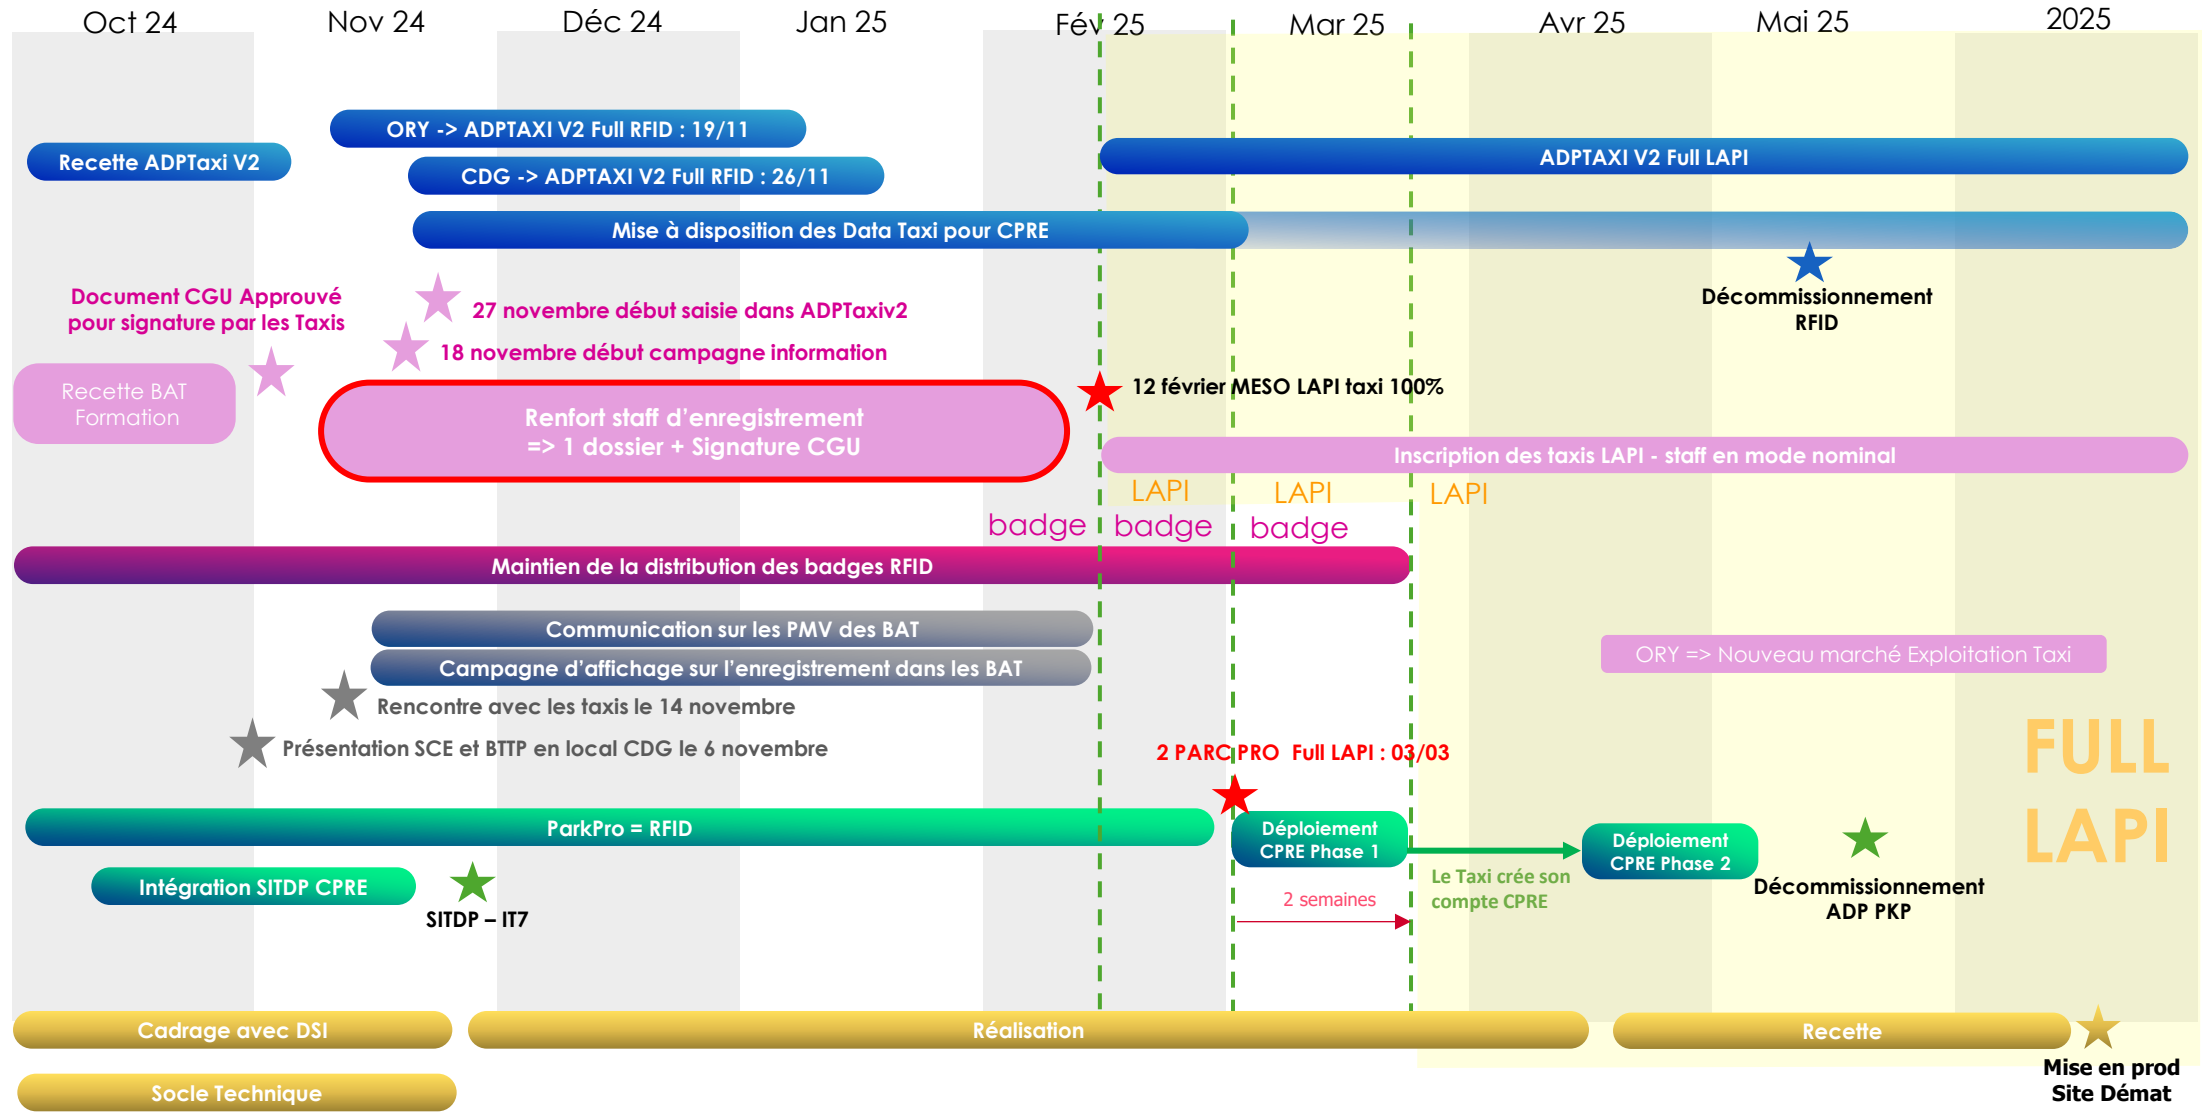 Oct 24
Nov 24
Déc 24
Jan 25
Fév 25
Mar 25
Avr 25
Mai 25
2025
ORY -> ADPTAXI V2 Full RFID : 19/11
Recette ADPTaxi V2
ADPTAXI V2 Full LAPI
CDG -> ADPTAXI V2 Full RFID : 26/11
Mise à disposition des Data Taxi pour CPRE
Document CGU Approuvé
pour signature par les Taxis
27 novembre début saisie dans ADPTaxiv2
18 novembre début campagne information
Décommissionnement
RFID
Recette BAT
Formation
12 février MESO LAPI taxi 100%
Renfort staff d’enregistrement
=> 1 dossier + Signature CGU
Inscription des taxis LAPI - staff en mode nominal
LAPI
LAPI
LAPI
badge
badge
badge
Maintien de la distribution des badges RFID
Communication sur les PMV des BAT
Campagne d’affichage sur l’enregistrement dans les BAT
ORY => Nouveau marché Exploitation Taxi
Rencontre avec les taxis le 14 novembre
Présentation SCE et BTTP en local CDG le 6 novembre
2 PARC PRO Full LAPI : 03/03
FULL
LAPI
ParkPro = RFID
Déploiement
CPRE Phase 1
Déploiement
CPRE Phase 2
Intégration SITDP CPRE
SITDP – IT7
2 semaines
Le Taxi crée son
compte CPRE
Décommissionnement
ADP PKP
Cadrage avec DSI
Réalisation
Recette
Mise en prod
Site Démat
Socle Technique